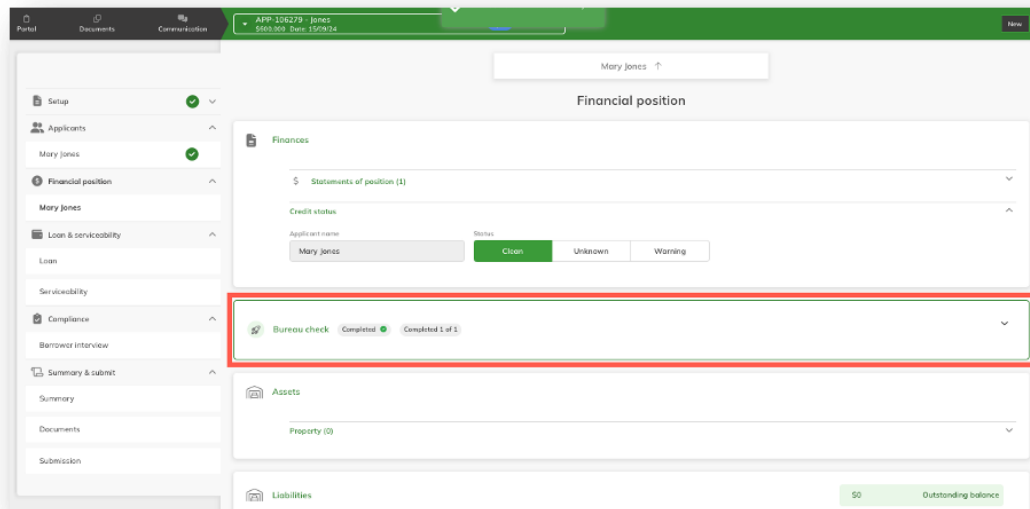 Portal
Documents
Communication
APP-106279 - Jones
$600,000 Date: 15/09/24
New
Mary Jones
Financial position
Setup
Applicants
Mary Jones
Financial position
Mary Jones
Loan & serviceability
Loan
Serviceability
Compliance
Borrower interview
Summary & submit
Summary
Documents
Submission
Finances
$ Statements of position (1)
Credit status
Applicant name
Status
Mary Jones
Clean
Unknown
Warning
Bureau check
Completed
Completed 1 of 1
Assets
Property (0)
Liabilities
$0 Outstanding balance